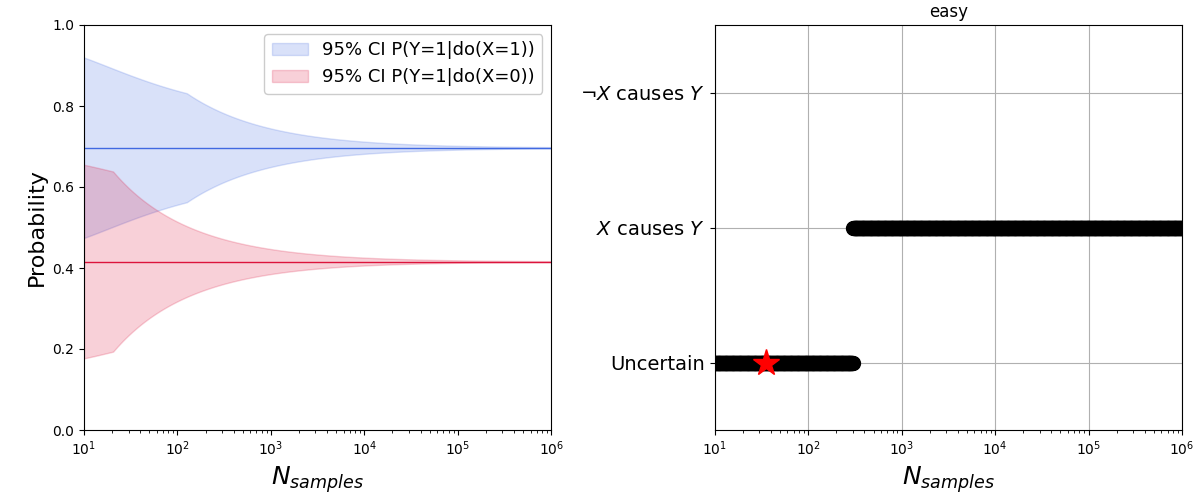 easy
1.0
0.8
0.6
0.4
0.2
0.0
Probability
95% CI P(Y=1|do(X=1))
95% CI P(Y=1|do(X=0))
10¹ 10² 10³ 10⁴ 10⁵ 10⁶
N_samples
¬X causes Y
X causes Y
Uncertain
10¹ 10² 10³ 10⁴ 10⁵ 10⁶
N_samples